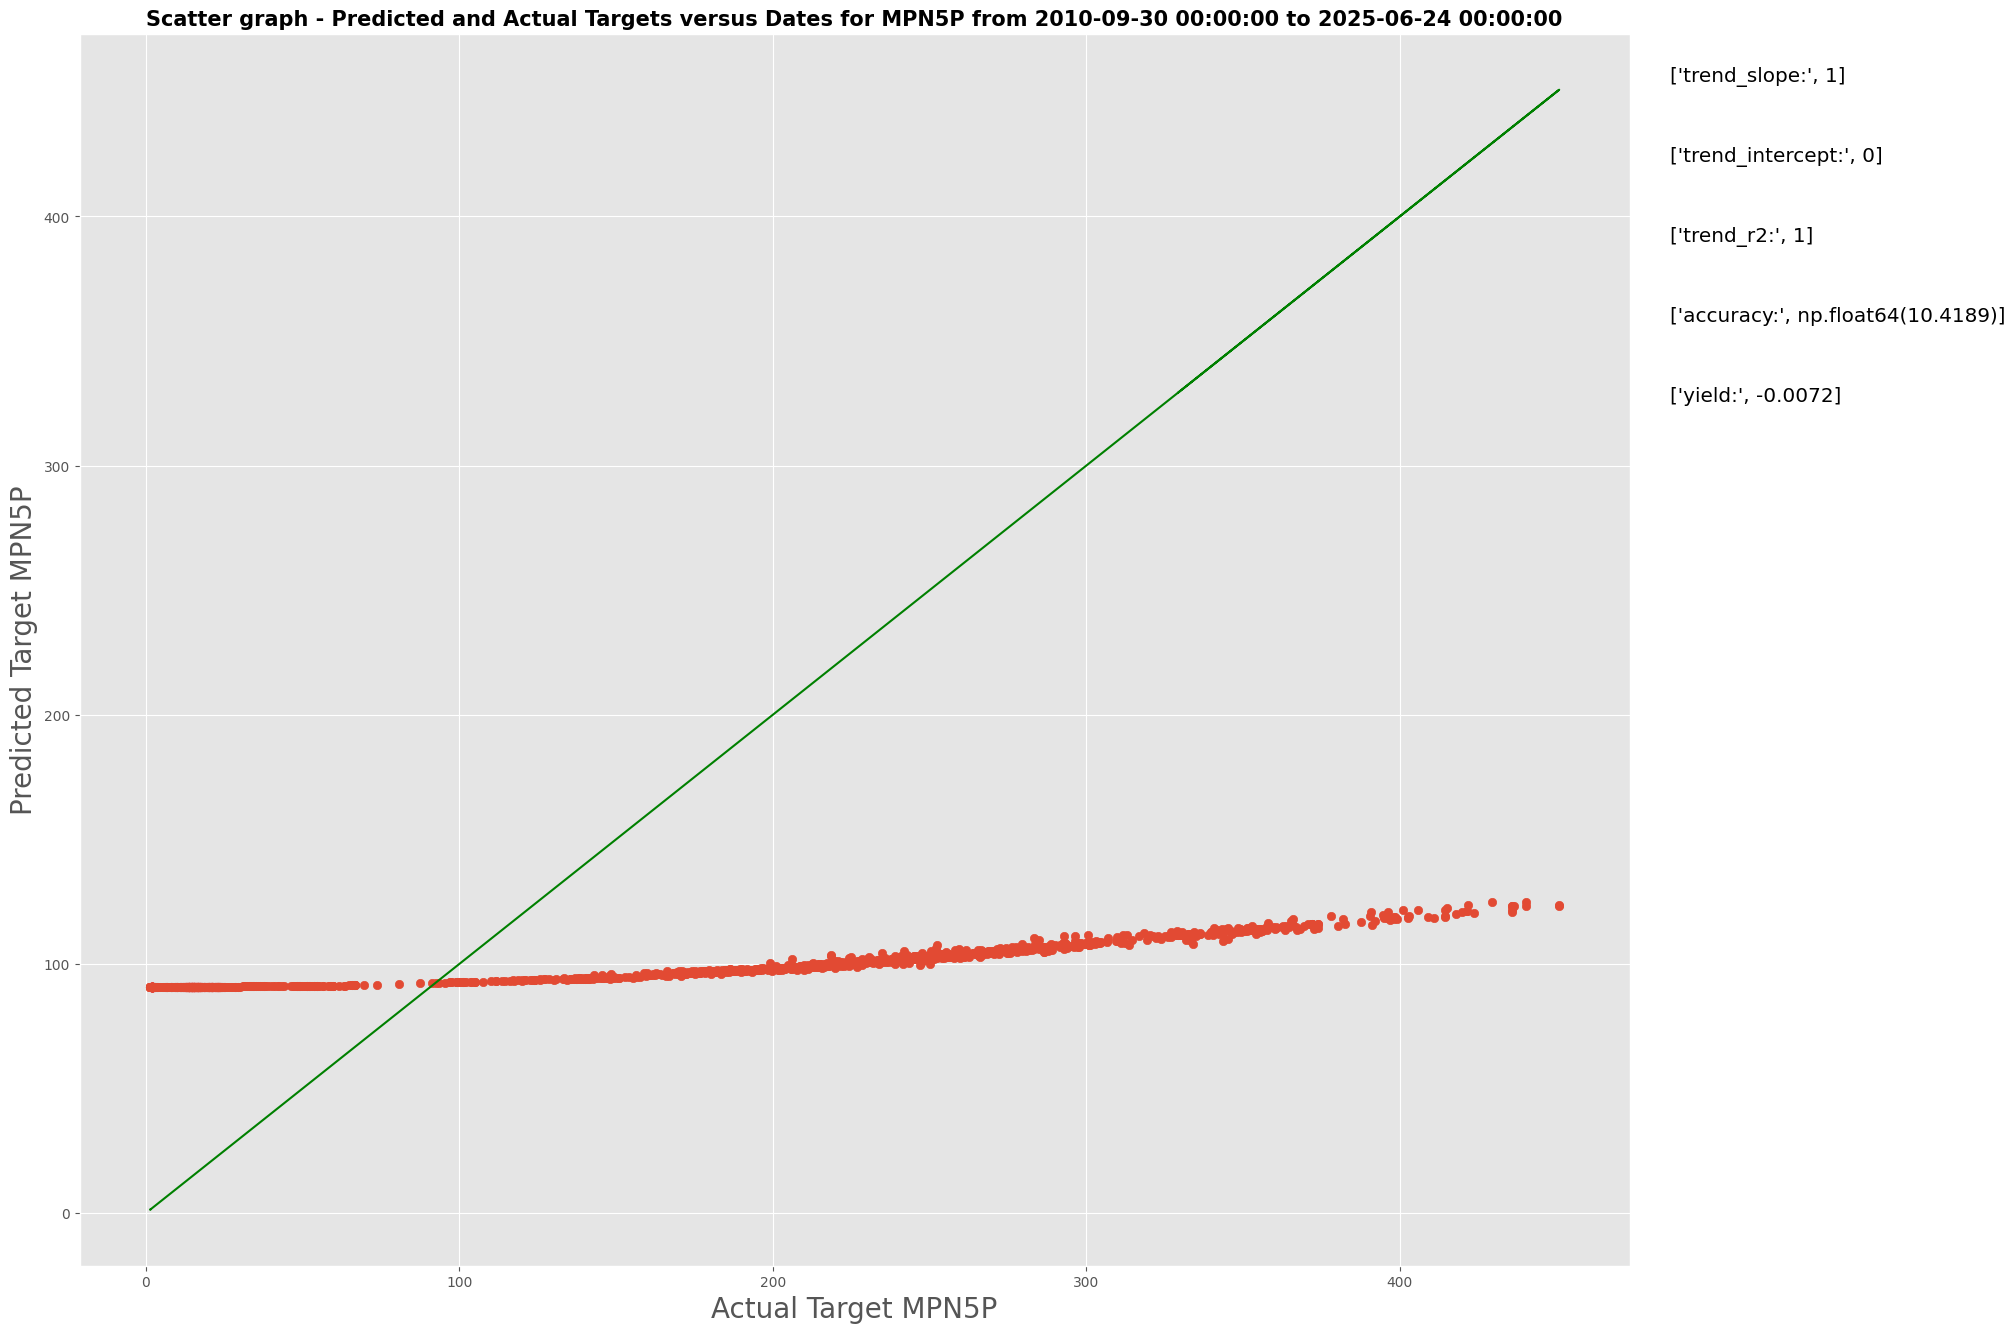 Scatter graph - Predicted and Actual Targets versus Dates for MPN5P from 2010-09-30 00:00:00 to 2025-06-24 00:00:00
['trend_slope:', 1]
['trend_intercept:', 0]
['trend_r2:', 1]
['accuracy:', np.float64(10.4189)]
['yield:', -0.0072]
Predicted Target MPN5P
400
300
200
100
0
0 100 200 300 400
Actual Target MPN5P